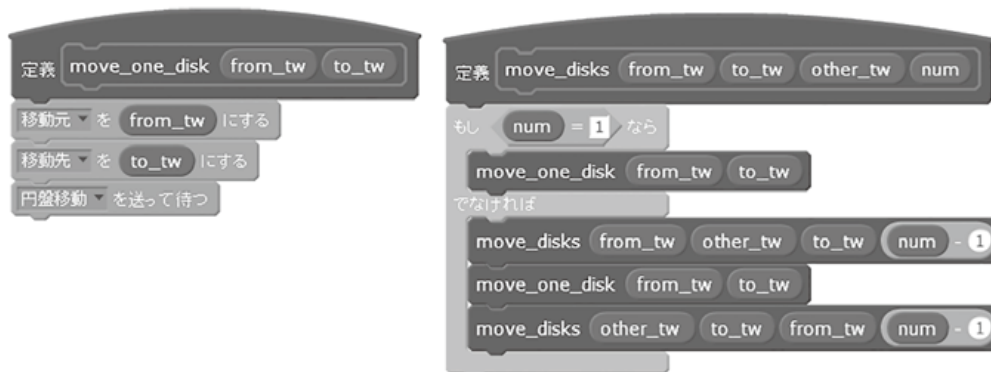 定義 move_one_disk from_tw to_tw
移動元 を from_tw にする
移動先 を to_tw にする
円盤移動 を送って待つ
定義 move_disks from_tw to_tw other_tw num
もし num = 1 なら
move_one_disk from_tw to_tw
でなければ
move_disks from_tw other_tw to_tw num - 1
move_one_disk from_tw to_tw
move_disks other_tw to_tw from_tw num - 1